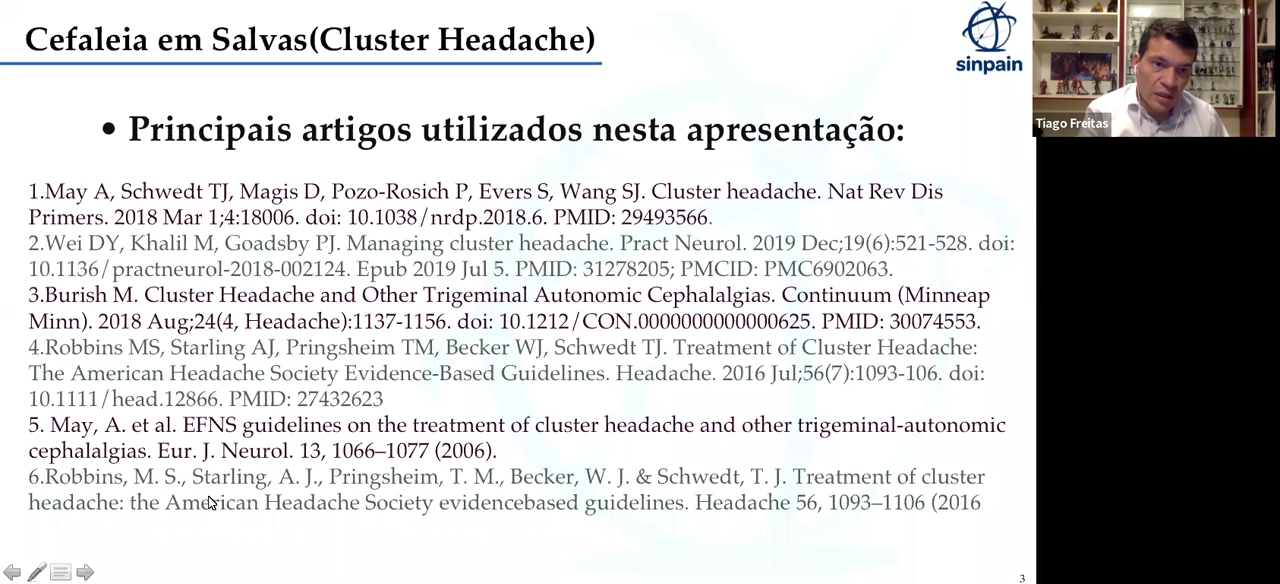 Cefaleia em Salvas(Cluster Headache)
sinpain
Tiago Freitas
• Principais artigos utilizados nesta apresentação:
1.May A, Schwedt TJ, Magis D, Pozo-Rosich P, Evers S, Wang SJ. Cluster headache. Nat Rev Dis
Primers. 2018 Mar 1;4:18006. doi: 10.1038/nrdp.2018.6. PMID: 29493566.
2.Wei DY, Khalil M, Goadsby PJ. Managing cluster headache. Pract Neurol. 2019 Dec;19(6):521-528. doi:
10.1136/practneurol-2018-002124. Epub 2019 Jul 5. PMID: 31278205; PMCID: PMC6902063.
3.Burish M. Cluster Headache and Other Trigeminal Autonomic Cephalalgias. Continuum (Minneap
Minn). 2018 Aug;24(4, Headache):1137-1156. doi: 10.1212/CON.0000000000000625. PMID: 30074553.
4.Robbins MS, Starling AJ, Pringsheim TM, Becker WJ, Schwedt TJ. Treatment of Cluster Headache:
The American Headache Society Evidence-Based Guidelines. Headache. 2016 Jul;56(7):1093-106. doi:
10.1111/head.12866. PMID: 27432623
5. May, A. et al. EFNS guidelines on the treatment of cluster headache and other trigeminal-autonomic
cephalalgias. Eur. J. Neurol. 13, 1066–1077 (2006).
6.Robbins, M. S., Starling, A. J., Pringsheim, T. M., Becker, W. J. & Schwedt, T. J. Treatment of cluster
headache: the American Headache Society evidencebased guidelines. Headache 56, 1093–1106 (2016
3